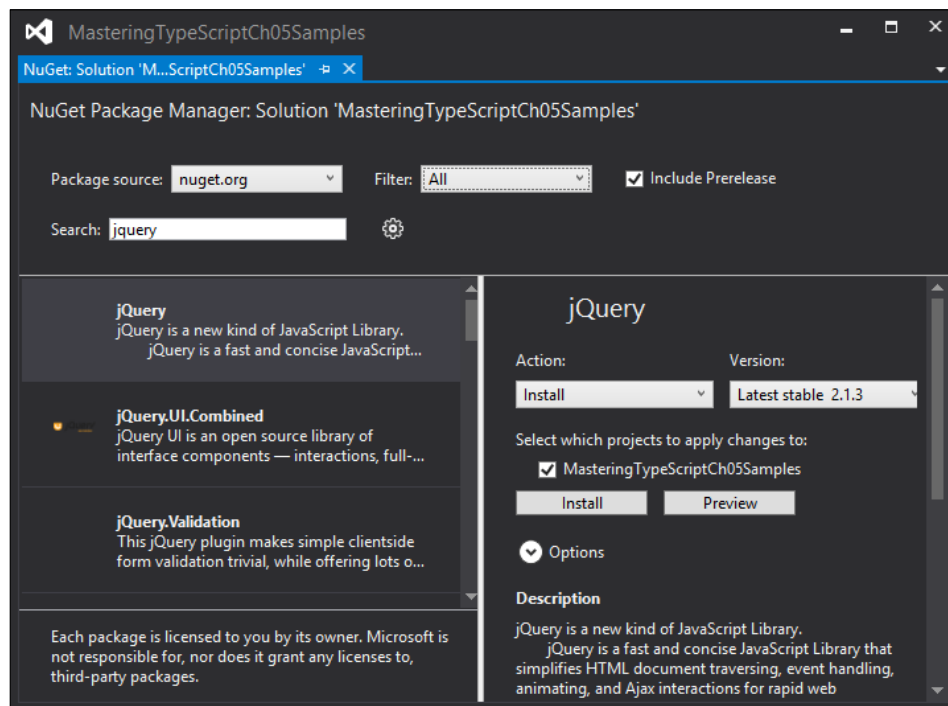 MasteringTypeScriptCh05Samples
NuGet: Solution 'M...ScriptCh05Samples'
NuGet Package Manager: Solution 'MasteringTypeScriptCh05Samples'
Package source: nuget.org Filter: All Include Prerelease
Search: jquery
jQuery
jQuery is a new kind of JavaScript Library.
jQuery is a fast and concise JavaScript...
jQuery.UI.Combined
jQuery UI is an open source library of
interface components — interactions, full-...
jQuery.Validation
This jQuery plugin makes simple clientside
form validation trivial, while offering lots o...
Each package is licensed to you by its owner. Microsoft is
not responsible for, nor does it grant any licenses to,
third-party packages.
jQuery
Action: Version:
Install Latest stable 2.1.3
Select which projects to apply changes to:
MasteringTypeScriptCh05Samples
Install Preview
Options
Description
jQuery is a new kind of JavaScript Library.
jQuery is a fast and concise JavaScript Library that
simplifies HTML document traversing, event handling,
animating, and Ajax interactions for rapid web